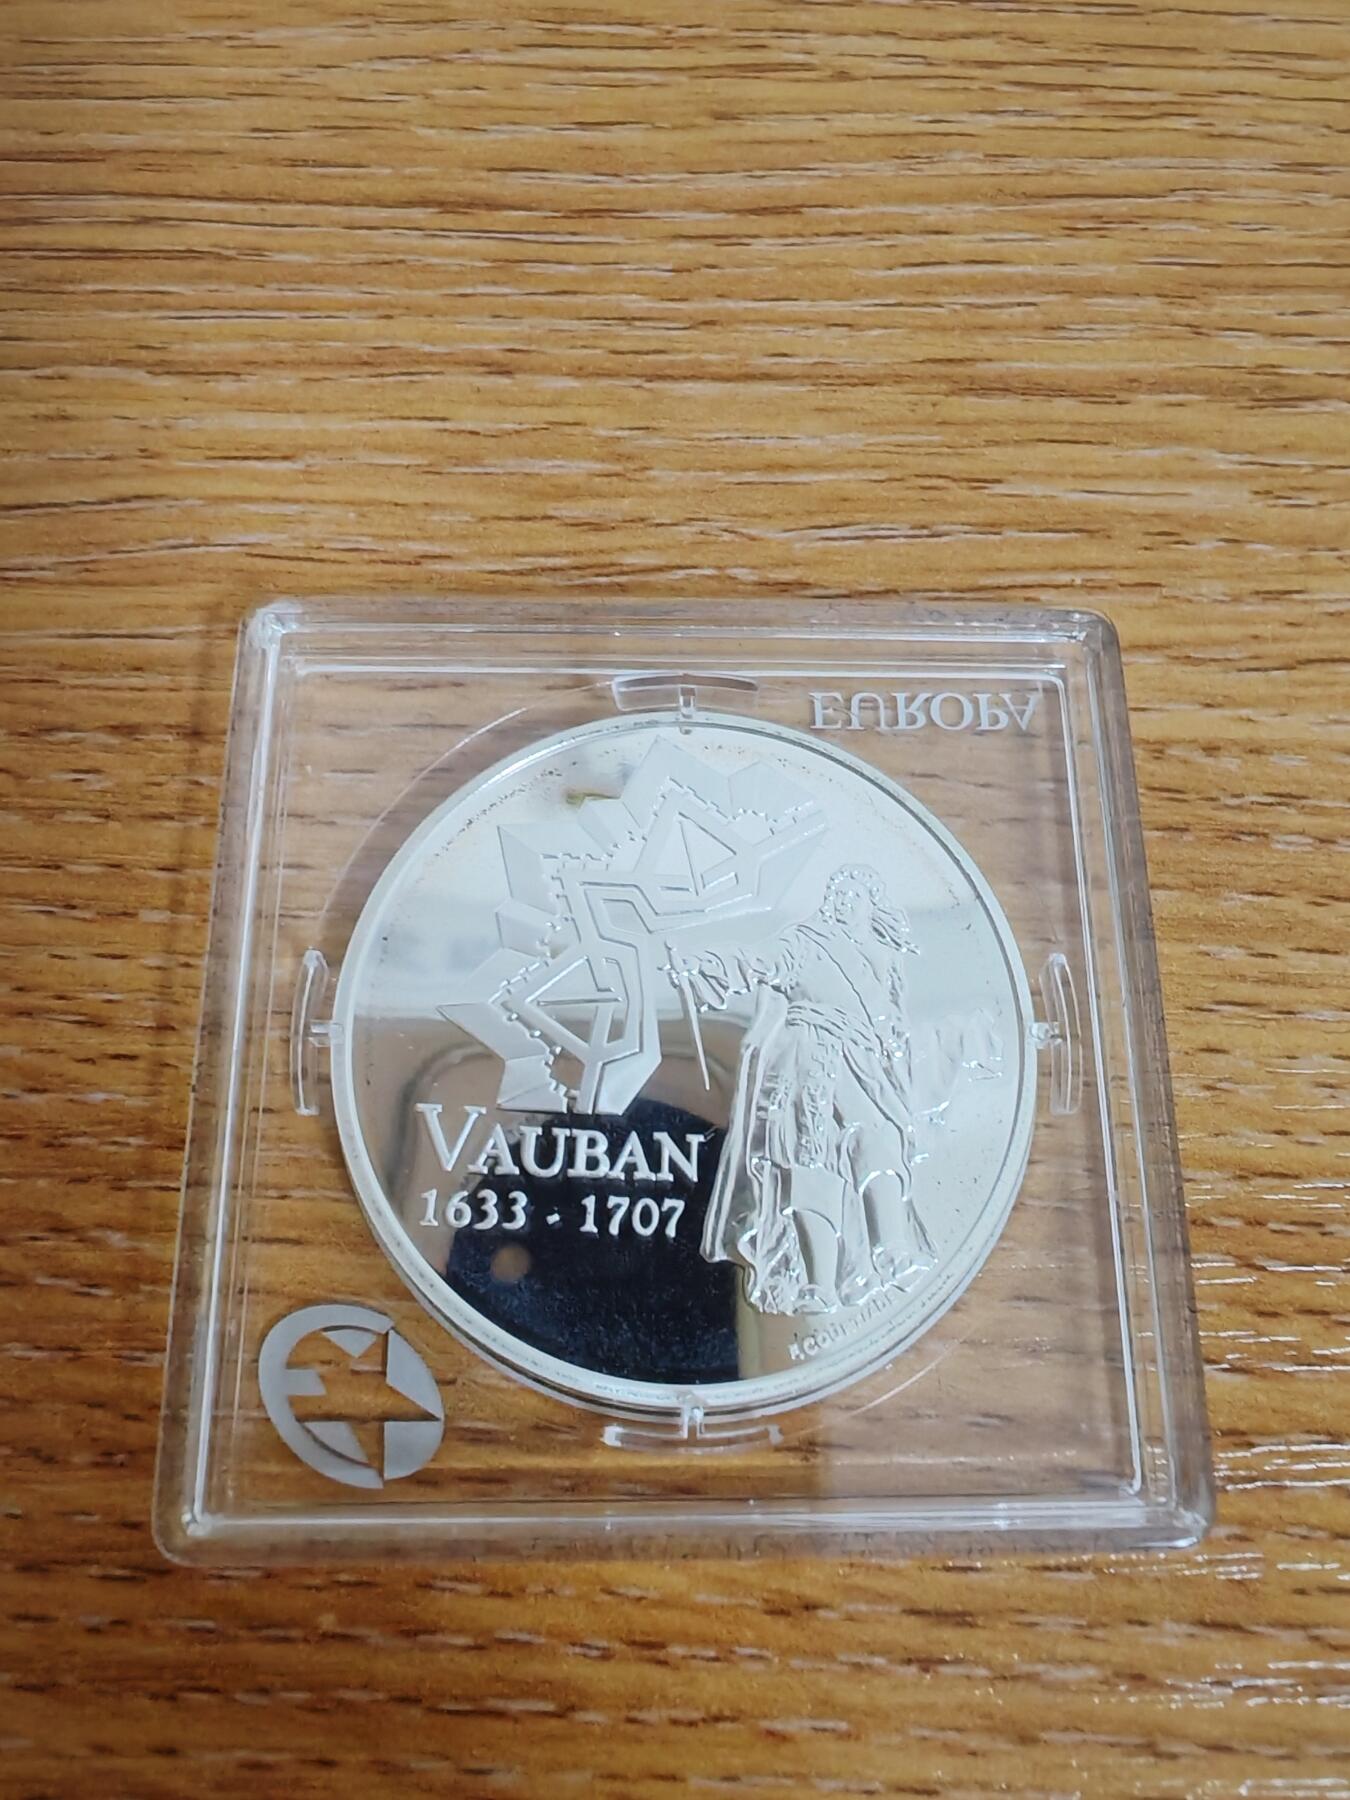 EUROPA
VAUBAN
1633 - 1707